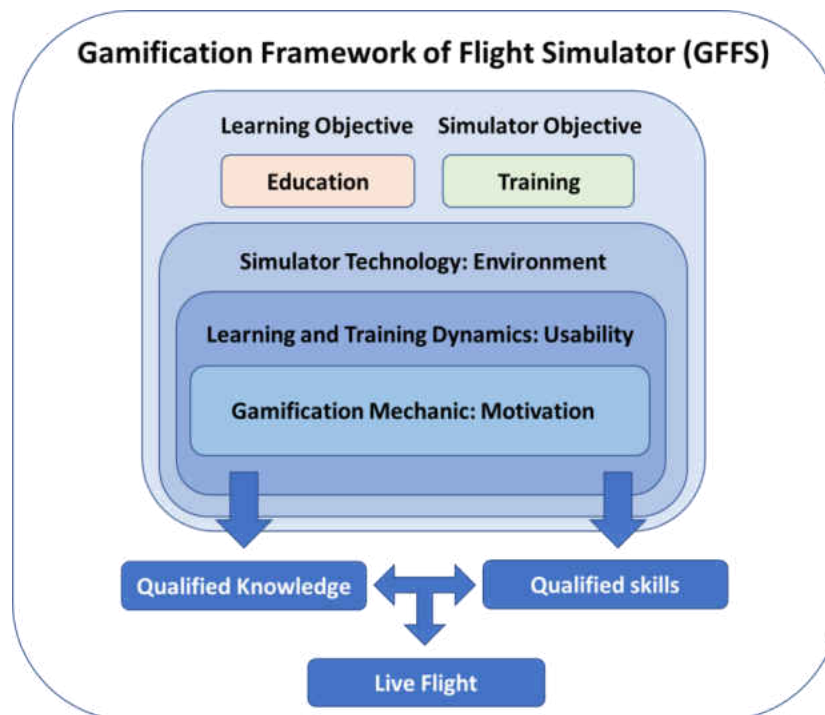 Gamification Framework of Flight Simulator (GFFS)
Learning Objective
Simulator Objective
Education
Training
Simulator Technology: Environment
Learning and Training Dynamics: Usability
Gamification Mechanic: Motivation
Qualified Knowledge
Qualified skills
Live Flight